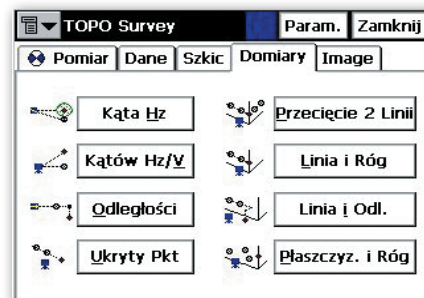 TOPO Survey Param. Zamknij
Pomiar Dane Szkic Domiary Image
Kąta Hz Przecięcie 2 Linii
Kątów Hz/V Linia i Róg
Odległości Linia i Odl.
Ukryty Pkt Płaszczyz. i Róg